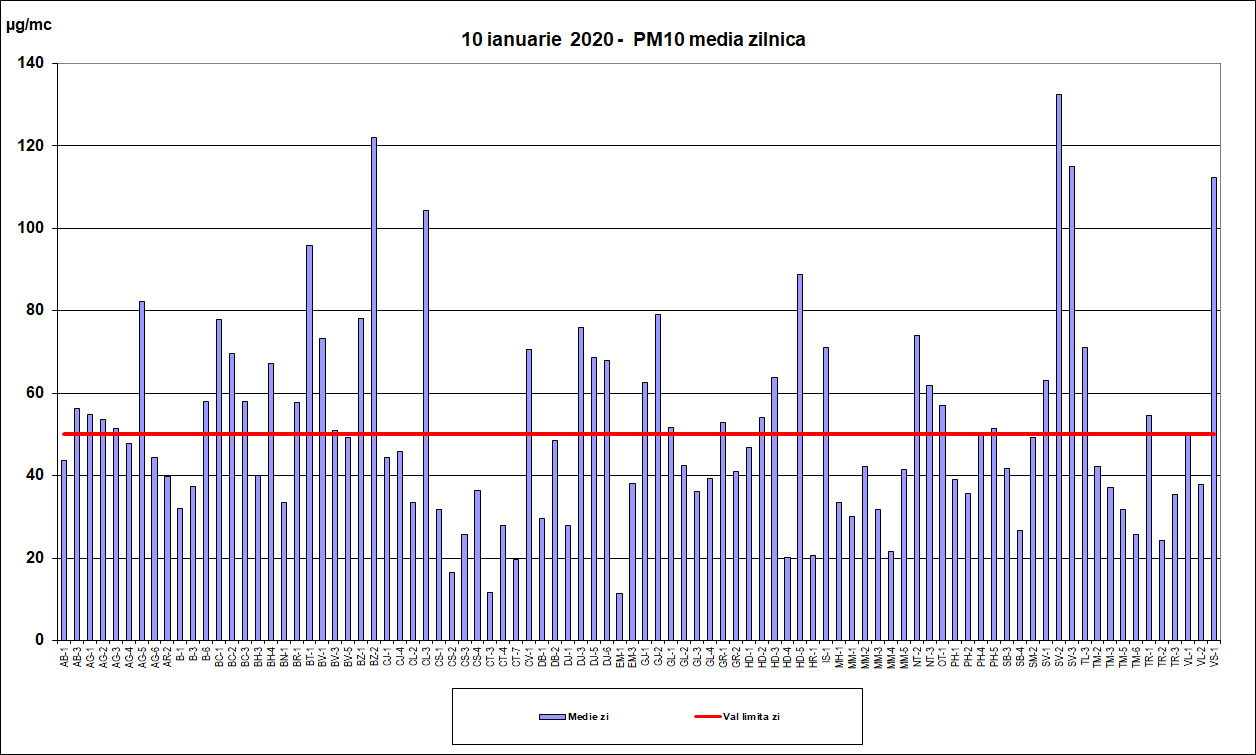 µg/mc
10 ianuarie 2020 - PM10 media zilnica
140
120
100
80
60
40
20
0
AB-1 AB-3 AG-1 AG-2 AG-3 AG-4 AG-5 AG-6 AR-2 B-1 B-3 B-6 BC-1 BC-2 BC-3 BH-3 BH-4 BN-1 BR-1 BT-1 BV-1 BV-3 BV-5 BZ-1 BZ-2 CJ-1 CJ-4 CL-2 CL-3 CS-1 CS-2 CS-3 CS-4 CT-3 CT-4 CT-7 CV-1 DB-1 DB-2 DJ-1 DJ-3 DJ-5 DJ-6 EM-1 EM-3 GJ-1 GJ-2 GL-1 GL-2 GL-3 GL-4 GR-1 GR-2 HD-1 HD-2 HD-3 HD-4 HD-5 HR-1 IS-1 MH-1 MM-1 MM-2 MM-3 MM-4 MM-5 NT-2 NT-3 OT-1 PH-1 PH-2 PH-4 PH-5 SB-3 SB-4 SM-2 SV-1 SV-2 SV-3 TL-3 TM-2 TM-3 TM-5 TM-6 TR-1 TR-2 TR-3 VL-1 VL-2 VS-1
Medie zi Val limita zi